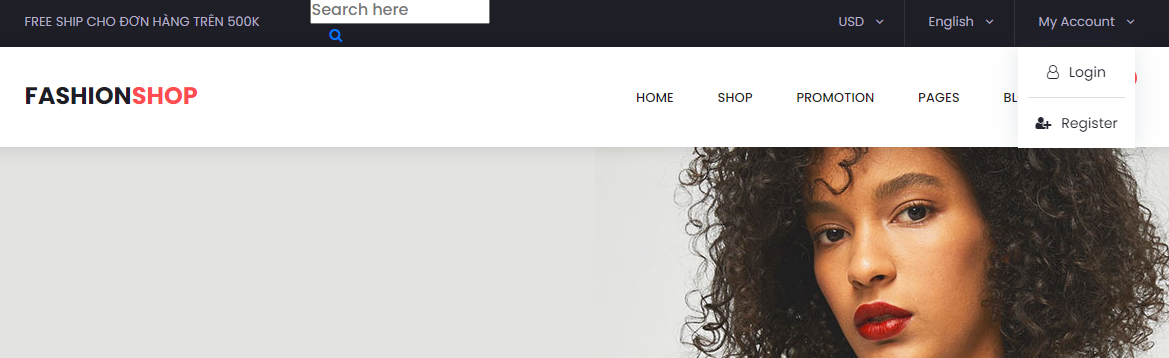 FREE SHIP CHO ĐƠN HÀNG TRÊN 500K
Search here
USD
English
My Account
Login
Register
FASHIONSHOP
HOME
SHOP
PROMOTION
PAGES